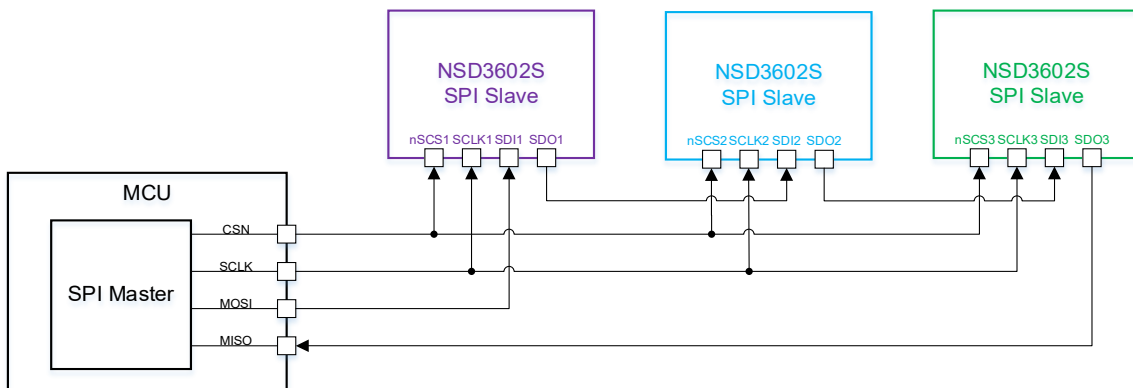 NSD3602S
SPI Slave
nSCS1 SCLK1 SDI1 SDO1
NSD3602S
SPI Slave
nSCS2 SCLK2 SDI2 SDO2
NSD3602S
SPI Slave
nSCS3 SCLK3 SDI3 SDO3
MCU
SPI Master
CSN
SCLK
MOSI
MISO